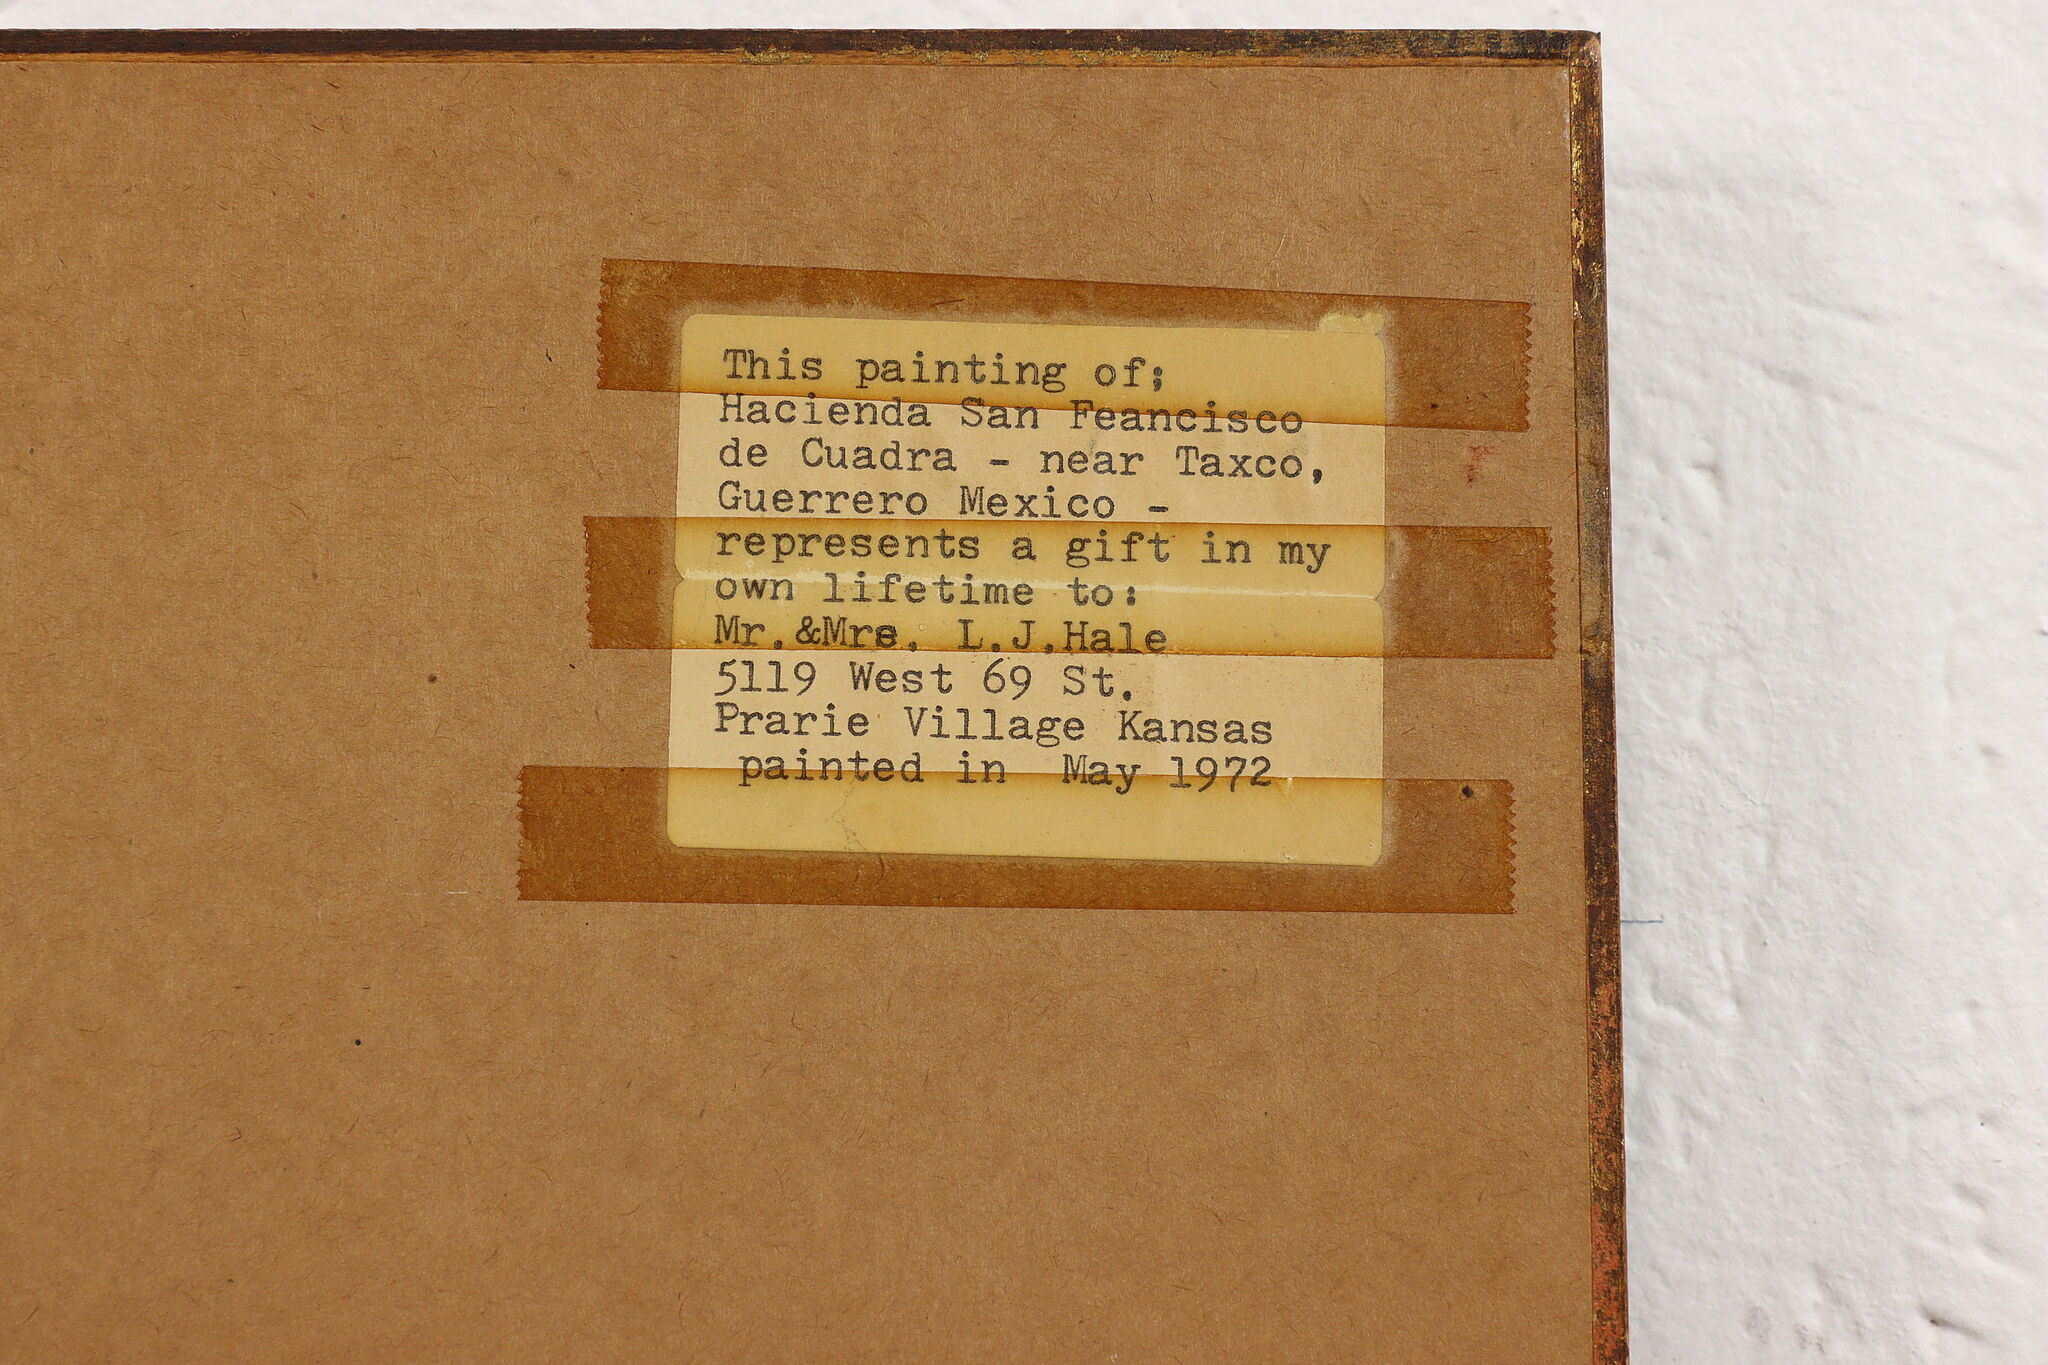 This painting of;
Hacienda San Feancisco
de Cuadra - near Taxco,
Guerrero Mexico -
represents a gift in my
own lifetime to:
Mr.&Mrs. L.J.Hale
5119 West 69 St.
Prarie Village Kansas
painted in May 1972